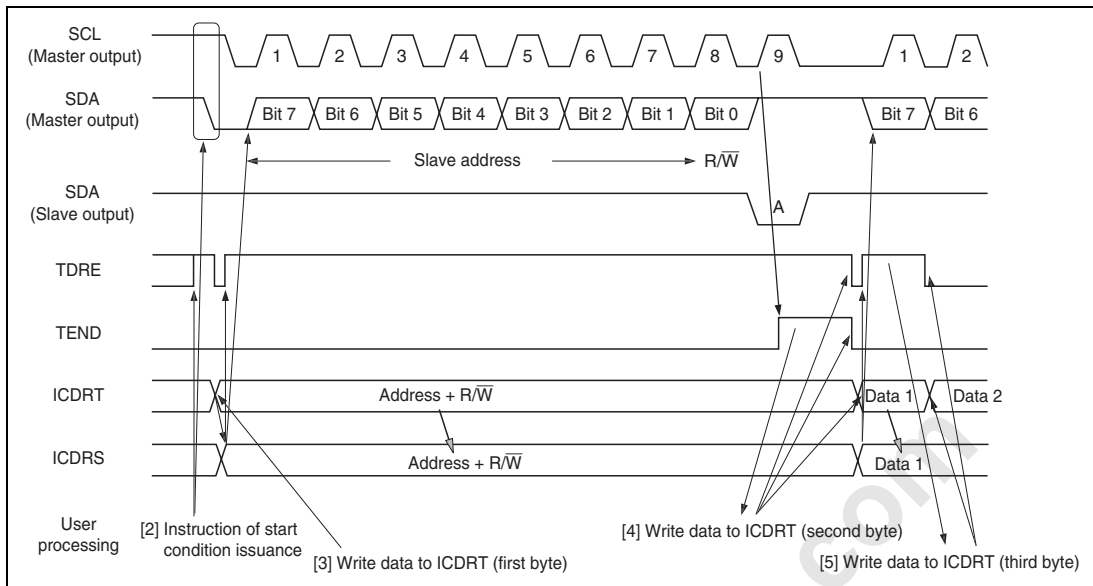 SCL
(Master output)
1 2 3 4 5 6 7 8 9 1 2
SDA
(Master output)
Bit 7 Bit 6 Bit 5 Bit 4 Bit 3 Bit 2 Bit 1 Bit 0 Bit 7 Bit 6
Slave address R/W̅
SDA
(Slave output)
A
TDRE
TEND
ICDRT
Address + R/W̅ Data 1 Data 2
ICDRS
Address + R/W̅ Data 1
User
processing
[2] Instruction of start
condition issuance
[3] Write data to ICDRT (first byte)
[4] Write data to ICDRT (second byte)
[5] Write data to ICDRT (third byte)
com